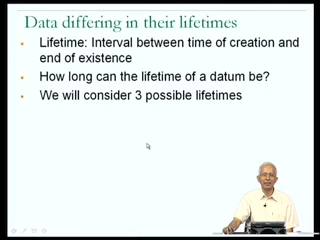 Data differing in their lifetimes
Lifetime: Interval between time of creation and
end of existence
How long can the lifetime of a datum be?
We will consider 3 possible lifetimes